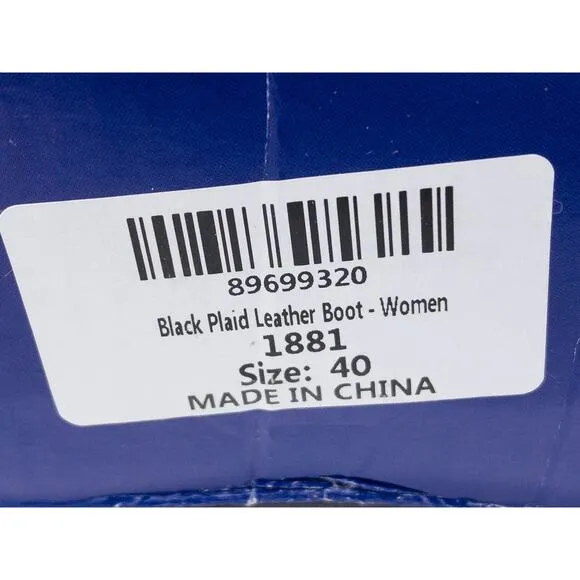 89699320
Black Plaid Leather Boot - Women
1881
Size: 40
MADE IN CHINA